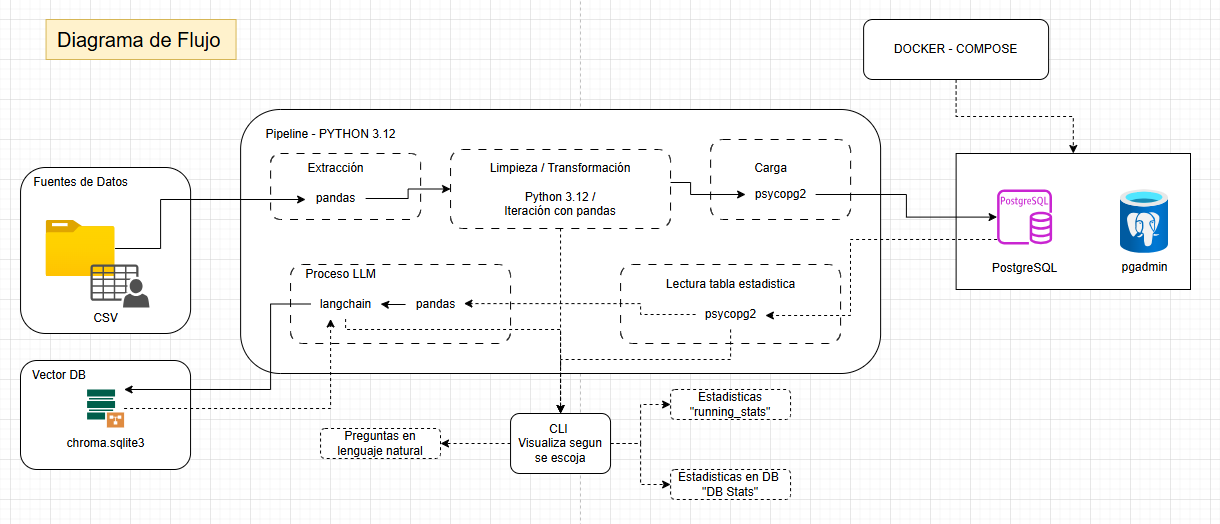 Diagrama de Flujo
DOCKER - COMPOSE
Pipeline - PYTHON 3.12
Extracción
pandas
Limpieza / Transformación
Python 3.12 /
Iteración con pandas
Carga
psycopg2
Fuentes de Datos
CSV
PostgreSQL
PostgreSQL
pgadmin
Proceso LLM
langchain
pandas
Lectura tabla estadistica
psycopg2
Vector DB
chroma.sqlite3
CLI
Visualiza segun
se escoja
Preguntas en
lenguaje natural
Estadisticas
"running_stats"
Estadisticas en DB
"DB Stats"